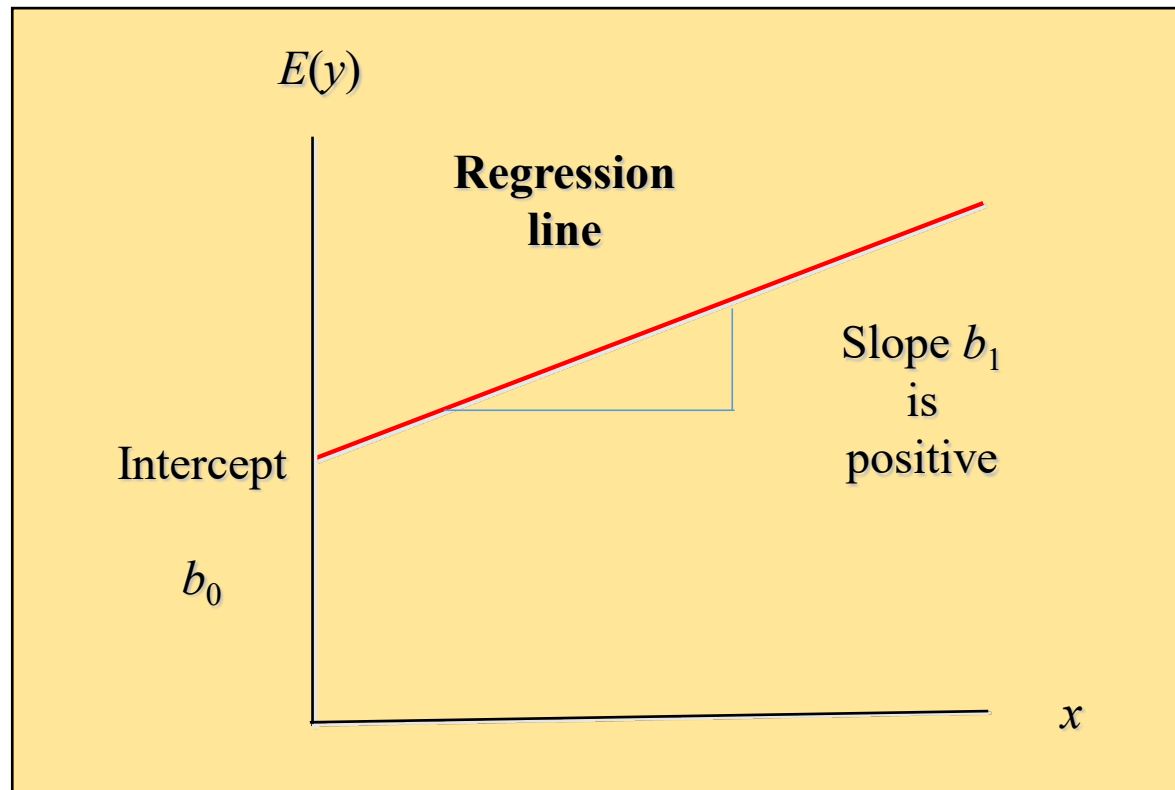 E(y)
Regression
line
Slope b₁
is
positive
Intercept
b₀
x